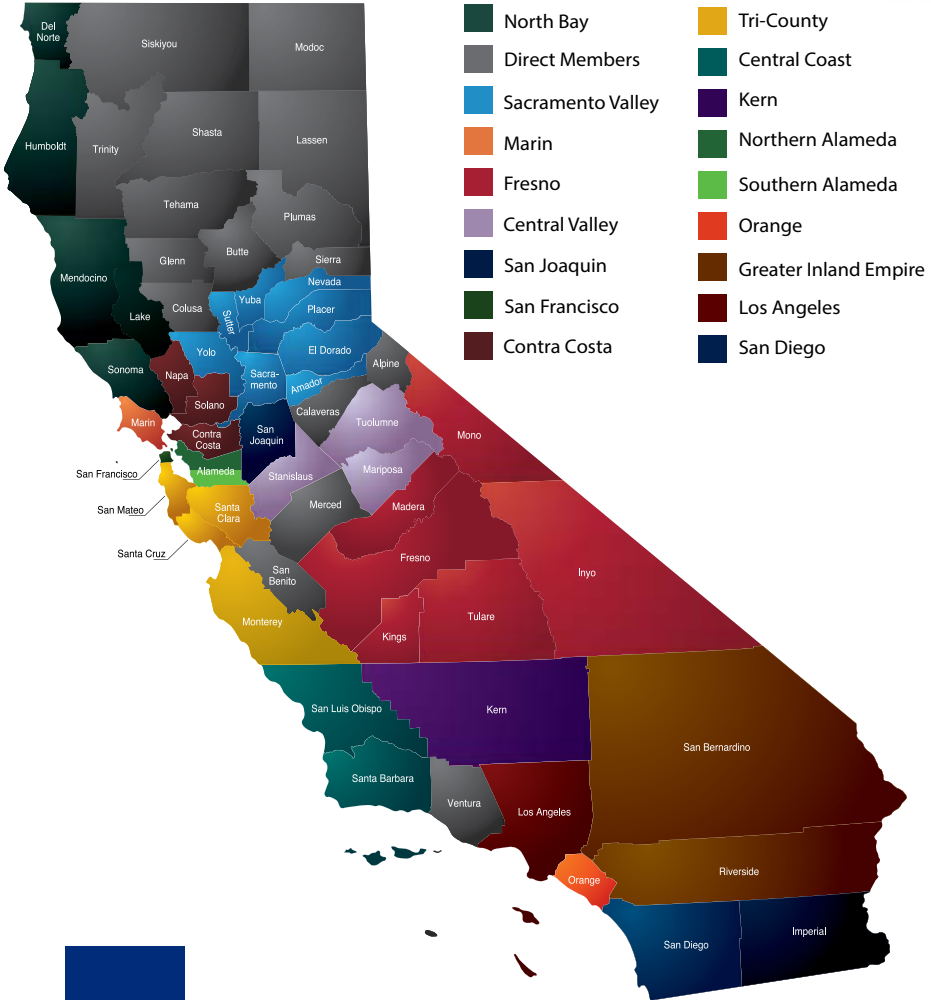 North Bay
Direct Members
Sacramento Valley
Marin
Fresno
Central Valley
San Joaquin
San Francisco
Contra Costa
Tri-County
Central Coast
Kern
Northern Alameda
Southern Alameda
Orange
Greater Inland Empire
Los Angeles
San Diego
Del
Norte
Siskiyou
Modoc
Humboldt
Trinity
Shasta
Lassen
Tehama
Plumas
Mendocino
Glenn
Butte
Sierra
Lake
Colusa
Sutter
Yuba
Nevada
Placer
Sonoma
Napa
Yolo
Sacra-
mento
El Dorado
Amador
Alpine
Solano
Marin
Contra
Costa
San
Joaquin
Calaveras
Tuolumne
Mono
San Francisco
Alameda
Stanislaus
Mariposa
San Mateo
Santa
Clara
Merced
Madera
Santa Cruz
San
Benito
Fresno
Inyo
Monterey
Kings
Tulare
San Luis Obispo
Kern
San Bernardino
Santa Barbara
Ventura
Los Angeles
Orange
Riverside
San Diego
Imperial